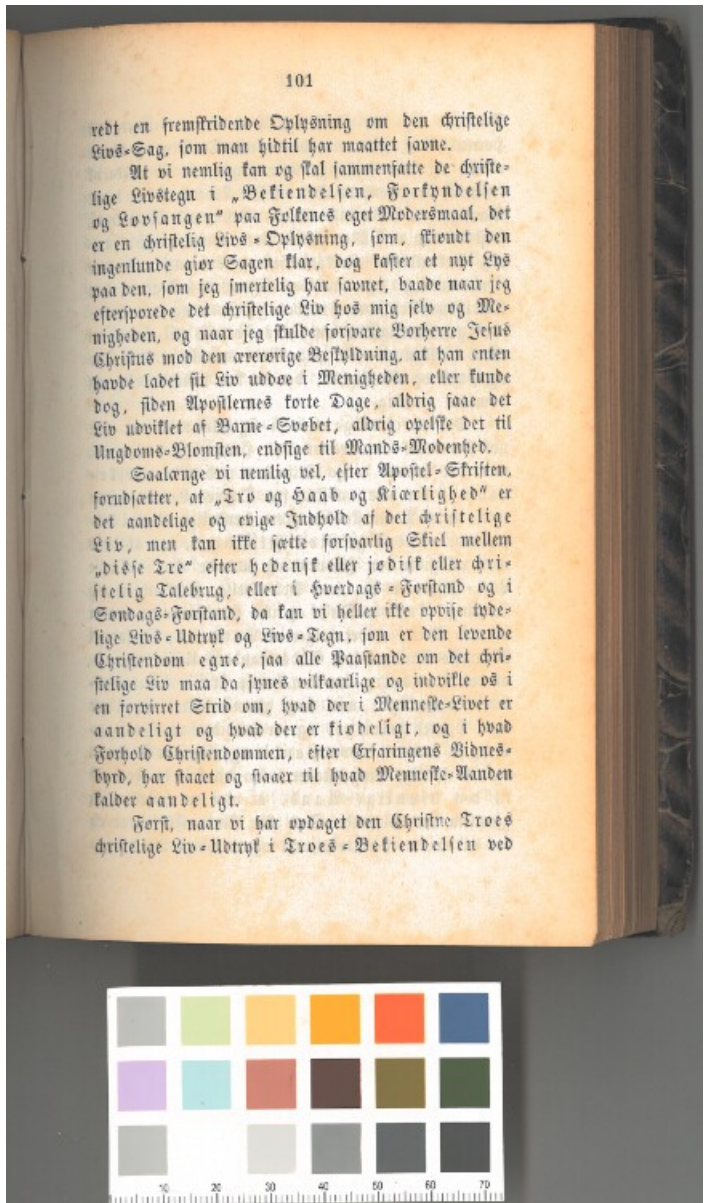 101
redt en fremskridende Oplysning om den christelige
Livs-Sag, som man hidtil har maattet savne.
At vi nemlig kan og skal sammenfatte de christe-
lige Livstegn i „Bekiendelsen, Forkyndelsen
og Lovsangen“ paa Folkenes eget Modersmaal, det
er en christelig Livs-Oplysning, som, skiøndt den
ingenlunde giør Sagen klar, dog kaster et nyt Lys
paa den, som jeg smertelig har savnet, baade naar jeg
eftersporede det christelige Liv hos mig selv og Me-
nigheden, og naar jeg skulde forsvare Vorherre Jesus
Christus mod den ærerørige Beskyldning, at han enten
havde ladet sit Liv uddøe i Menigheden, eller kunde
dog, siden Apostlernes korte Dage, aldrig faae det
Liv udviklet af Barne-Svøbet, aldrig opelske det til
Ungdoms-Blomsten, endsige til Mands-Modenhed.
Saalænge vi nemlig vel, efter Apostel-Skriften,
forudsætter, at „Tro og Haab og Kiærlighed“ er
det aandelige og evige Indhold af det christelige
Liv, men kan ikke sætte forsvarlig Skiel mellem
„disse Tre“ efter hedensk eller jødisk eller chri-
stelig Talebrug, eller i Hverdags-Forstand og i
Søndags-Forstand, da kan vi heller ikke opvise tyde-
lige Livs-Udtryk og Livs-Tegn, som er den levende
Christendom egne, saa alle Paastande om det chri-
stelige Liv maa da synes vilkaarlige og indvikle os i
en forvirret Strid om, hvad der i Menneske-Livet er
aandeligt og hvad der er kiødeligt, og i hvad
Forhold Christendommen, efter Erfaringens Vidnes-
byrd, har staaet og staaer til hvad Menneske-Aanden
kalder aandeligt.
Først, naar vi har opdaget den Christne Troes
christelige Liv-Udtryk i Troes-Bekiendelsen ved
10 20 30 40 50 60 70